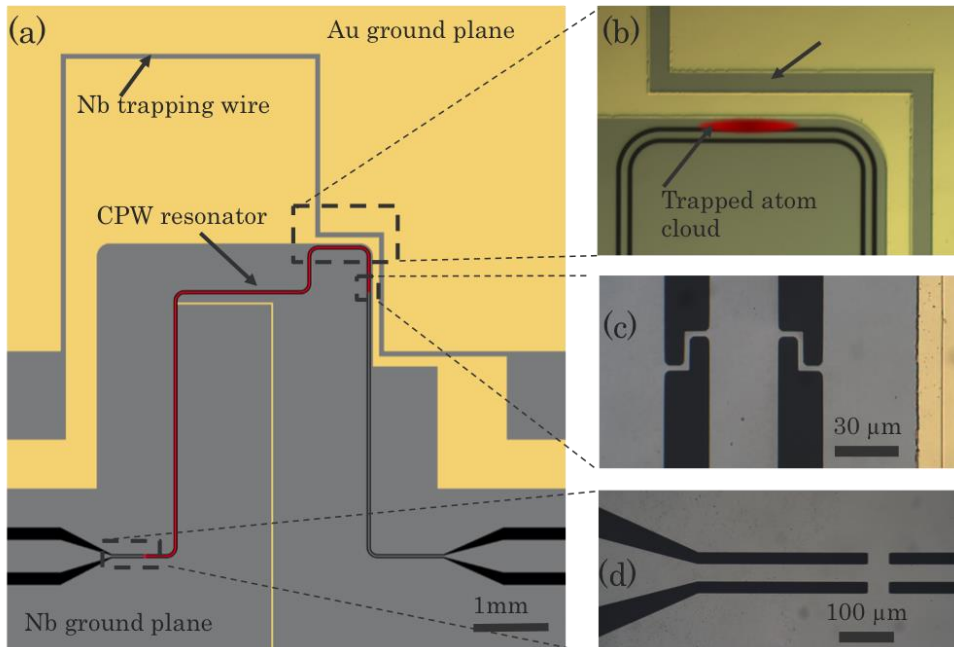 (a)
Au ground plane
Nb trapping wire
CPW resonator
Nb ground plane
1mm
(b)
Trapped atom
cloud
(c)
30 µm
(d)
100 µm